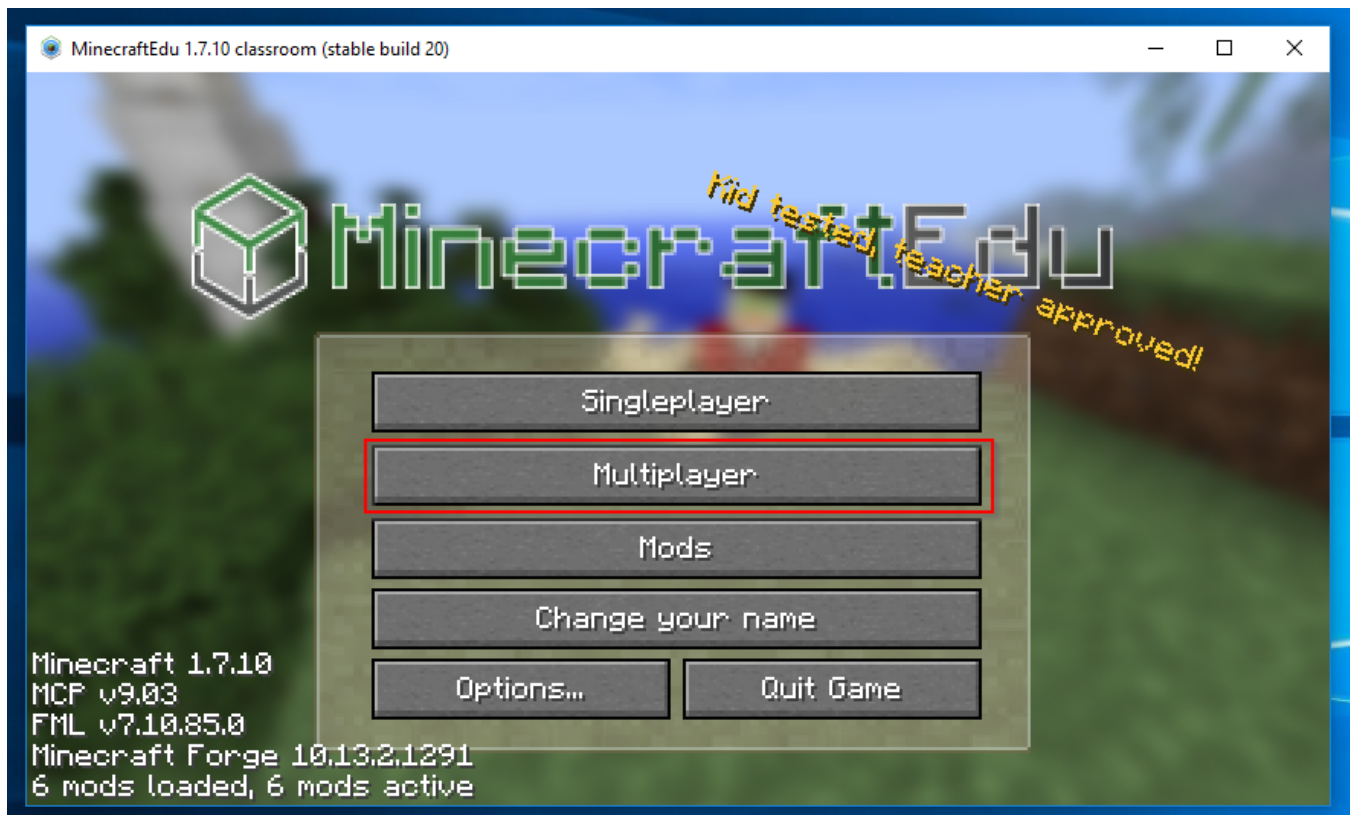 MinecraftEdu 1.7.10 classroom (stable build 20)
MinecraftEdu
Kid tested, teacher approved!
Singleplayer
Multiplayer
Mods
Change your name
Options...
Quit Game
Minecraft 1.7.10
MCP v9.03
FML v7.10.85.0
Minecraft Forge 10.13.2.1291
6 mods loaded, 6 mods active